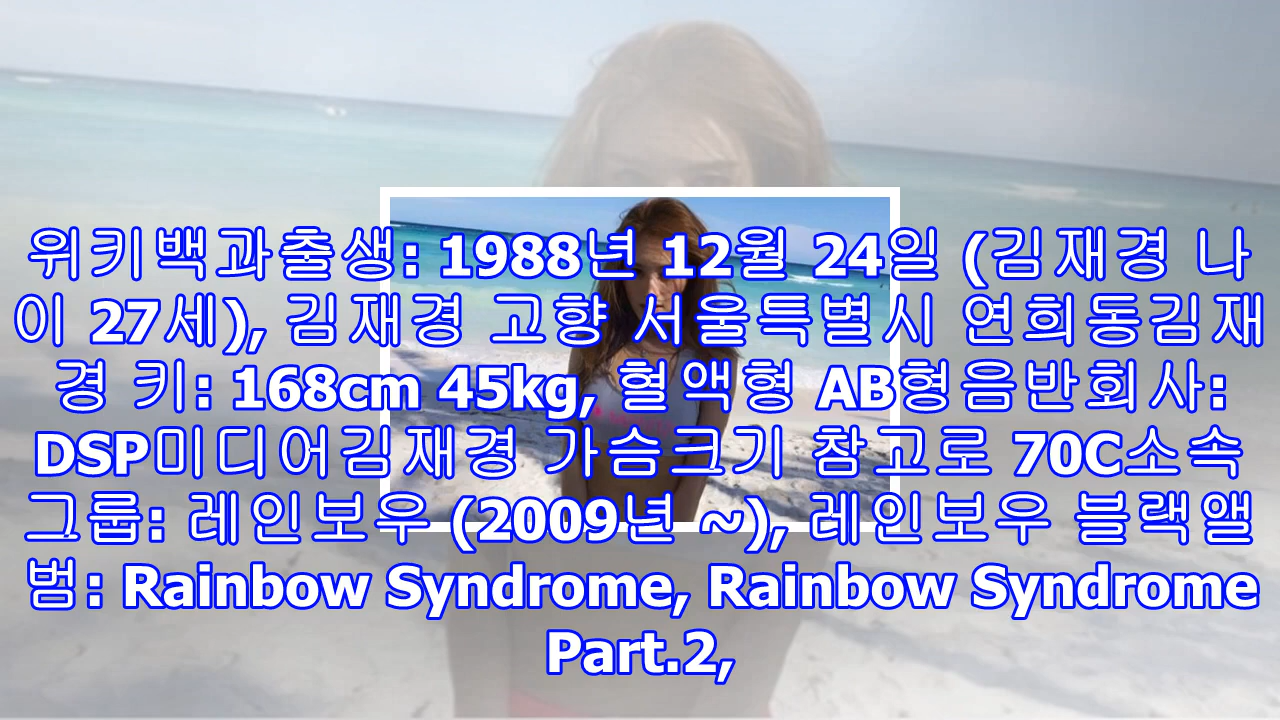 위키백과출생: 1988년 12월 24일 (김재경 나
이 27세), 김재경 고향 서울특별시 연희동김재
경 키: 168cm 45kg, 혈액형 AB형음반회사:
DSP미디어김재경 가슴크기 참고로 70C소속
그룹: 레인보우 (2009년 ~), 레인보우 블랙앨
범: Rainbow Syndrome, Rainbow Syndrome
Part.2,